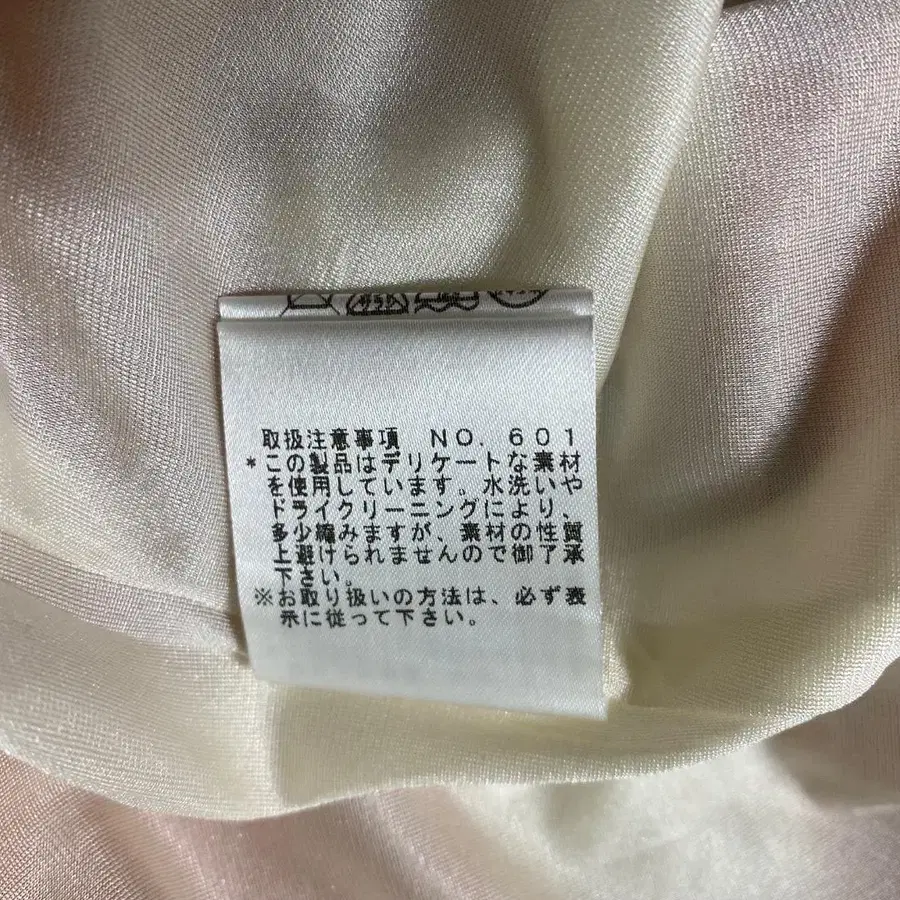 取扱注意事項 NO.601
*この製品はデリケートな素材
を使用しています。水洗いや
ドライクリーニングにより、
多少縮みますが、素材の性質
上避けられませんので御了承
下さい。
※お取り扱いの方法は、必ず表
示に従って下さい。